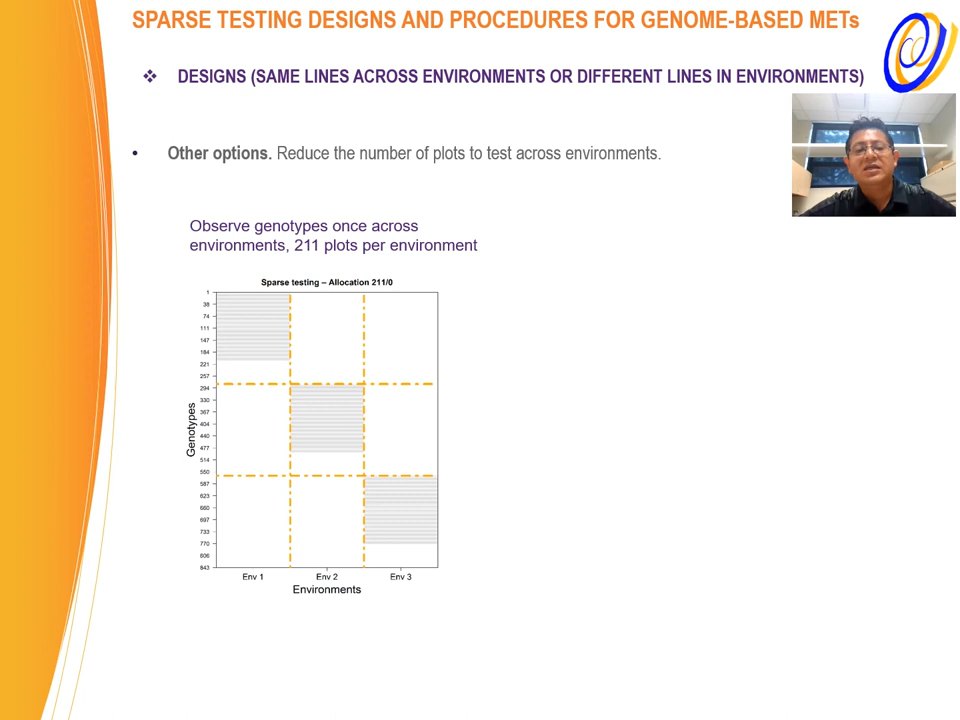 SPARSE TESTING DESIGNS AND PROCEDURES FOR GENOME-BASED METs
❖ DESIGNS (SAME LINES ACROSS ENVIRONMENTS OR DIFFERENT LINES IN ENVIRONMENTS)
• Other options. Reduce the number of plots to test across environments.
Observe genotypes once across
environments, 211 plots per environment
Sparse testing – Allocation 211/0
1
38
74
111
147
184
221
257
294
330
367
404
440
477
514
550
587
623
660
697
733
770
806
843
Genotypes
Env 1 Env 2 Env 3
Environments